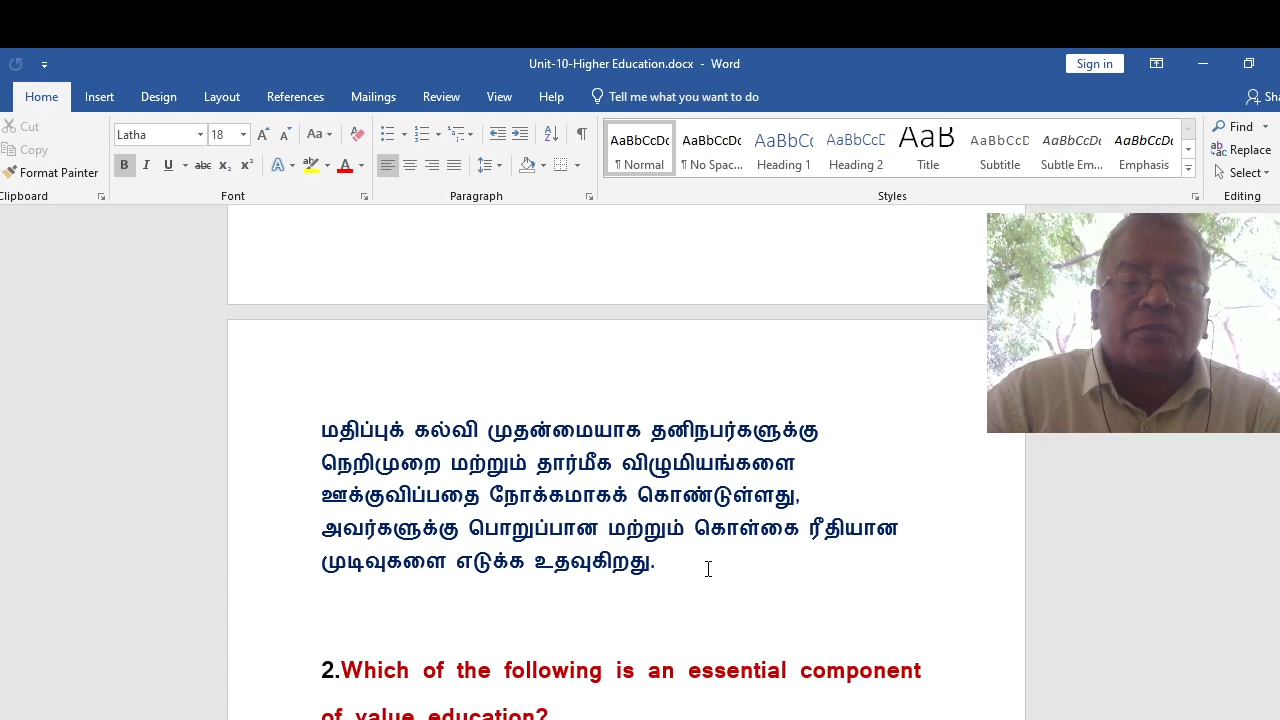 Unit-10-Higher Education.docx - Word
Sign in
Home Insert Design Layout References Mailings Review View Help Tell me what you want to do Sha
Cut
Copy
Format Painter
Clipboard
Latha 18
Font
Paragraph
AaBbCcDc AaBbCcDc AaBbC AaBbCcD AaB AaBbCcD AaBbCcDc AaBbCcDc
¶ Normal ¶ No Spac... Heading 1 Heading 2 Title Subtitle Subtle Em... Emphasis
Styles
Find
Replace
Select
Editing
மதிப்புக் கல்வி முதன்மையாக தனிநபர்களுக்கு
நெறிமுறை மற்றும் தார்மீக விழுமியங்களை
ஊக்குவிப்பதை நோக்கமாகக் கொண்டுள்ளது,
அவர்களுக்கு பொறுப்பான மற்றும் கொள்கை ரீதியான
முடிவுகளை எடுக்க உதவுகிறது.
2.Which of the following is an essential component
of value education?